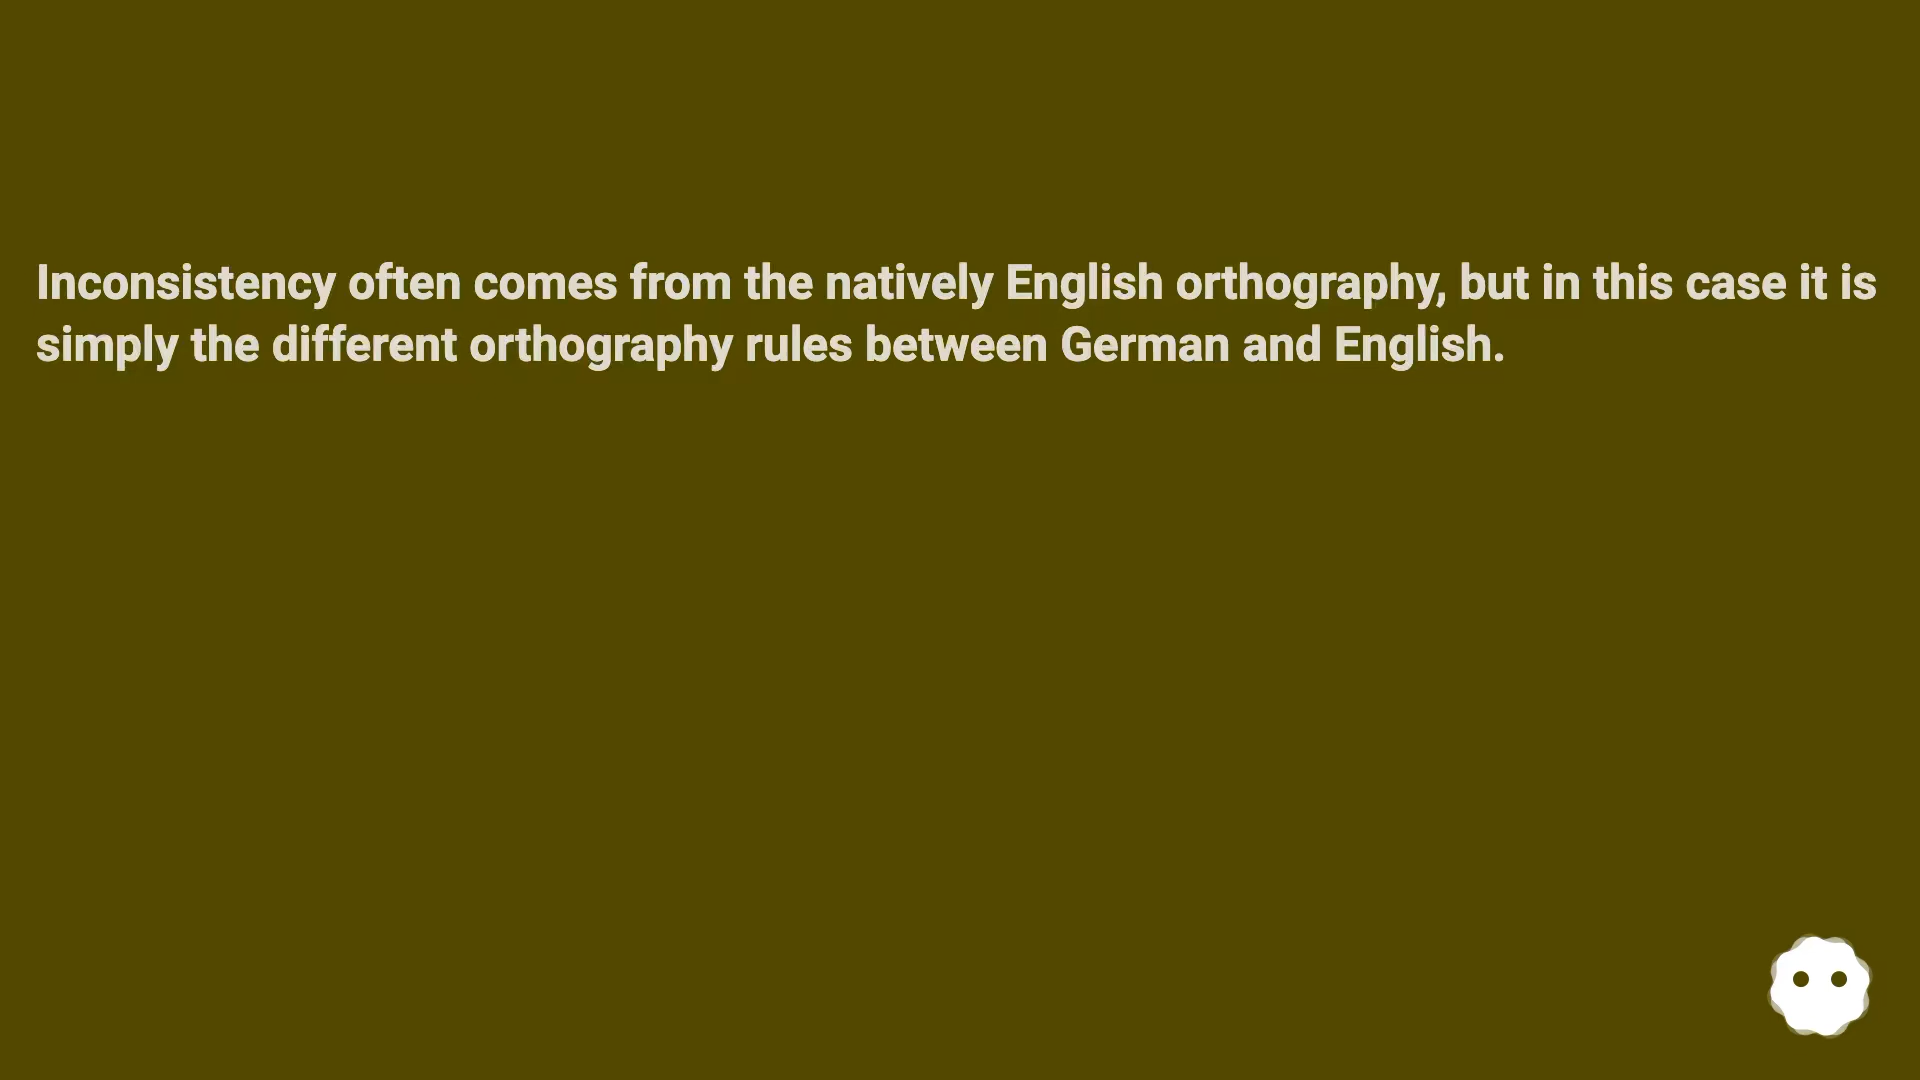 Inconsistency often comes from the natively English orthography, but in this case it is
simply the different orthography rules between German and English.